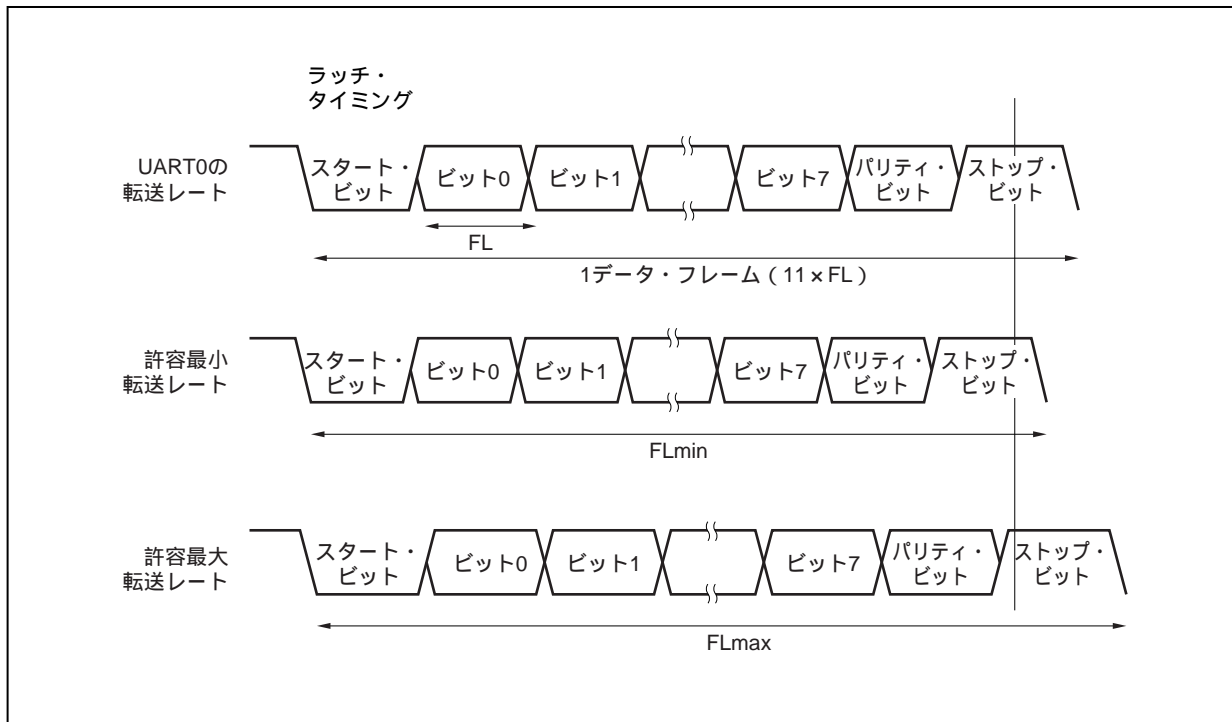 ラッチ・
タイミング
UART0の
転送レート
スタート・
ビット
ビット0
ビット1
ビット7
パリティ・
ビット
ストップ・
ビット
FL
1データ・フレーム（11×FL）
許容最小
転送レート
スタート・
ビット
ビット0
ビット1
ビット7
パリティ・
ビット
ストップ・
ビット
FLmin
許容最大
転送レート
スタート・
ビット
ビット0
ビット1
ビット7
パリティ・
ビット
ストップ・
ビット
FLmax